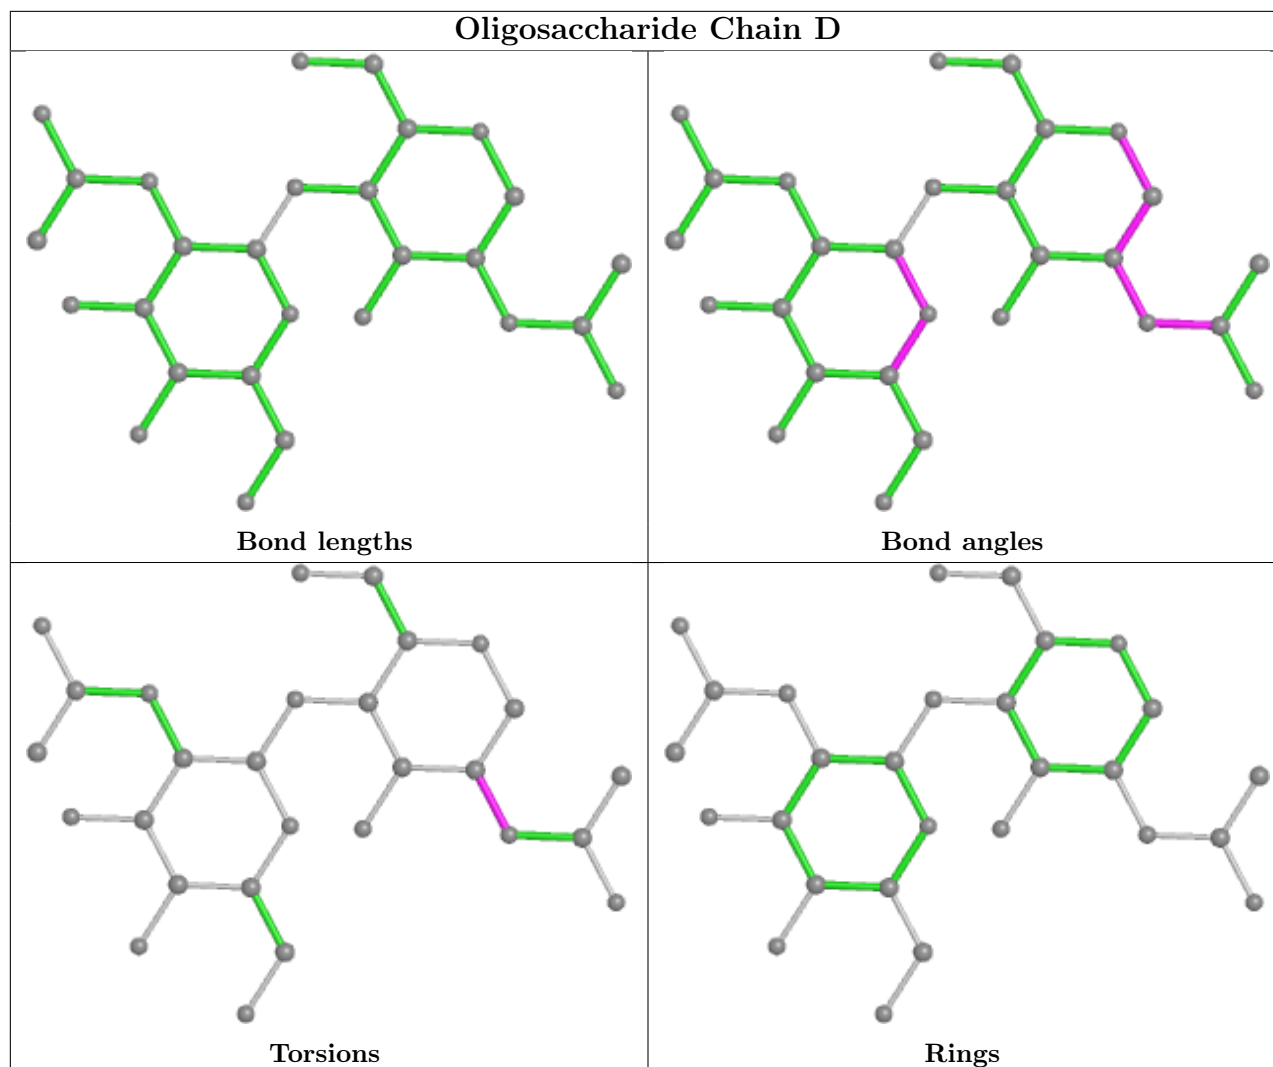 Oligosaccharide Chain D
Bond lengths
Bond angles
Torsions
Rings